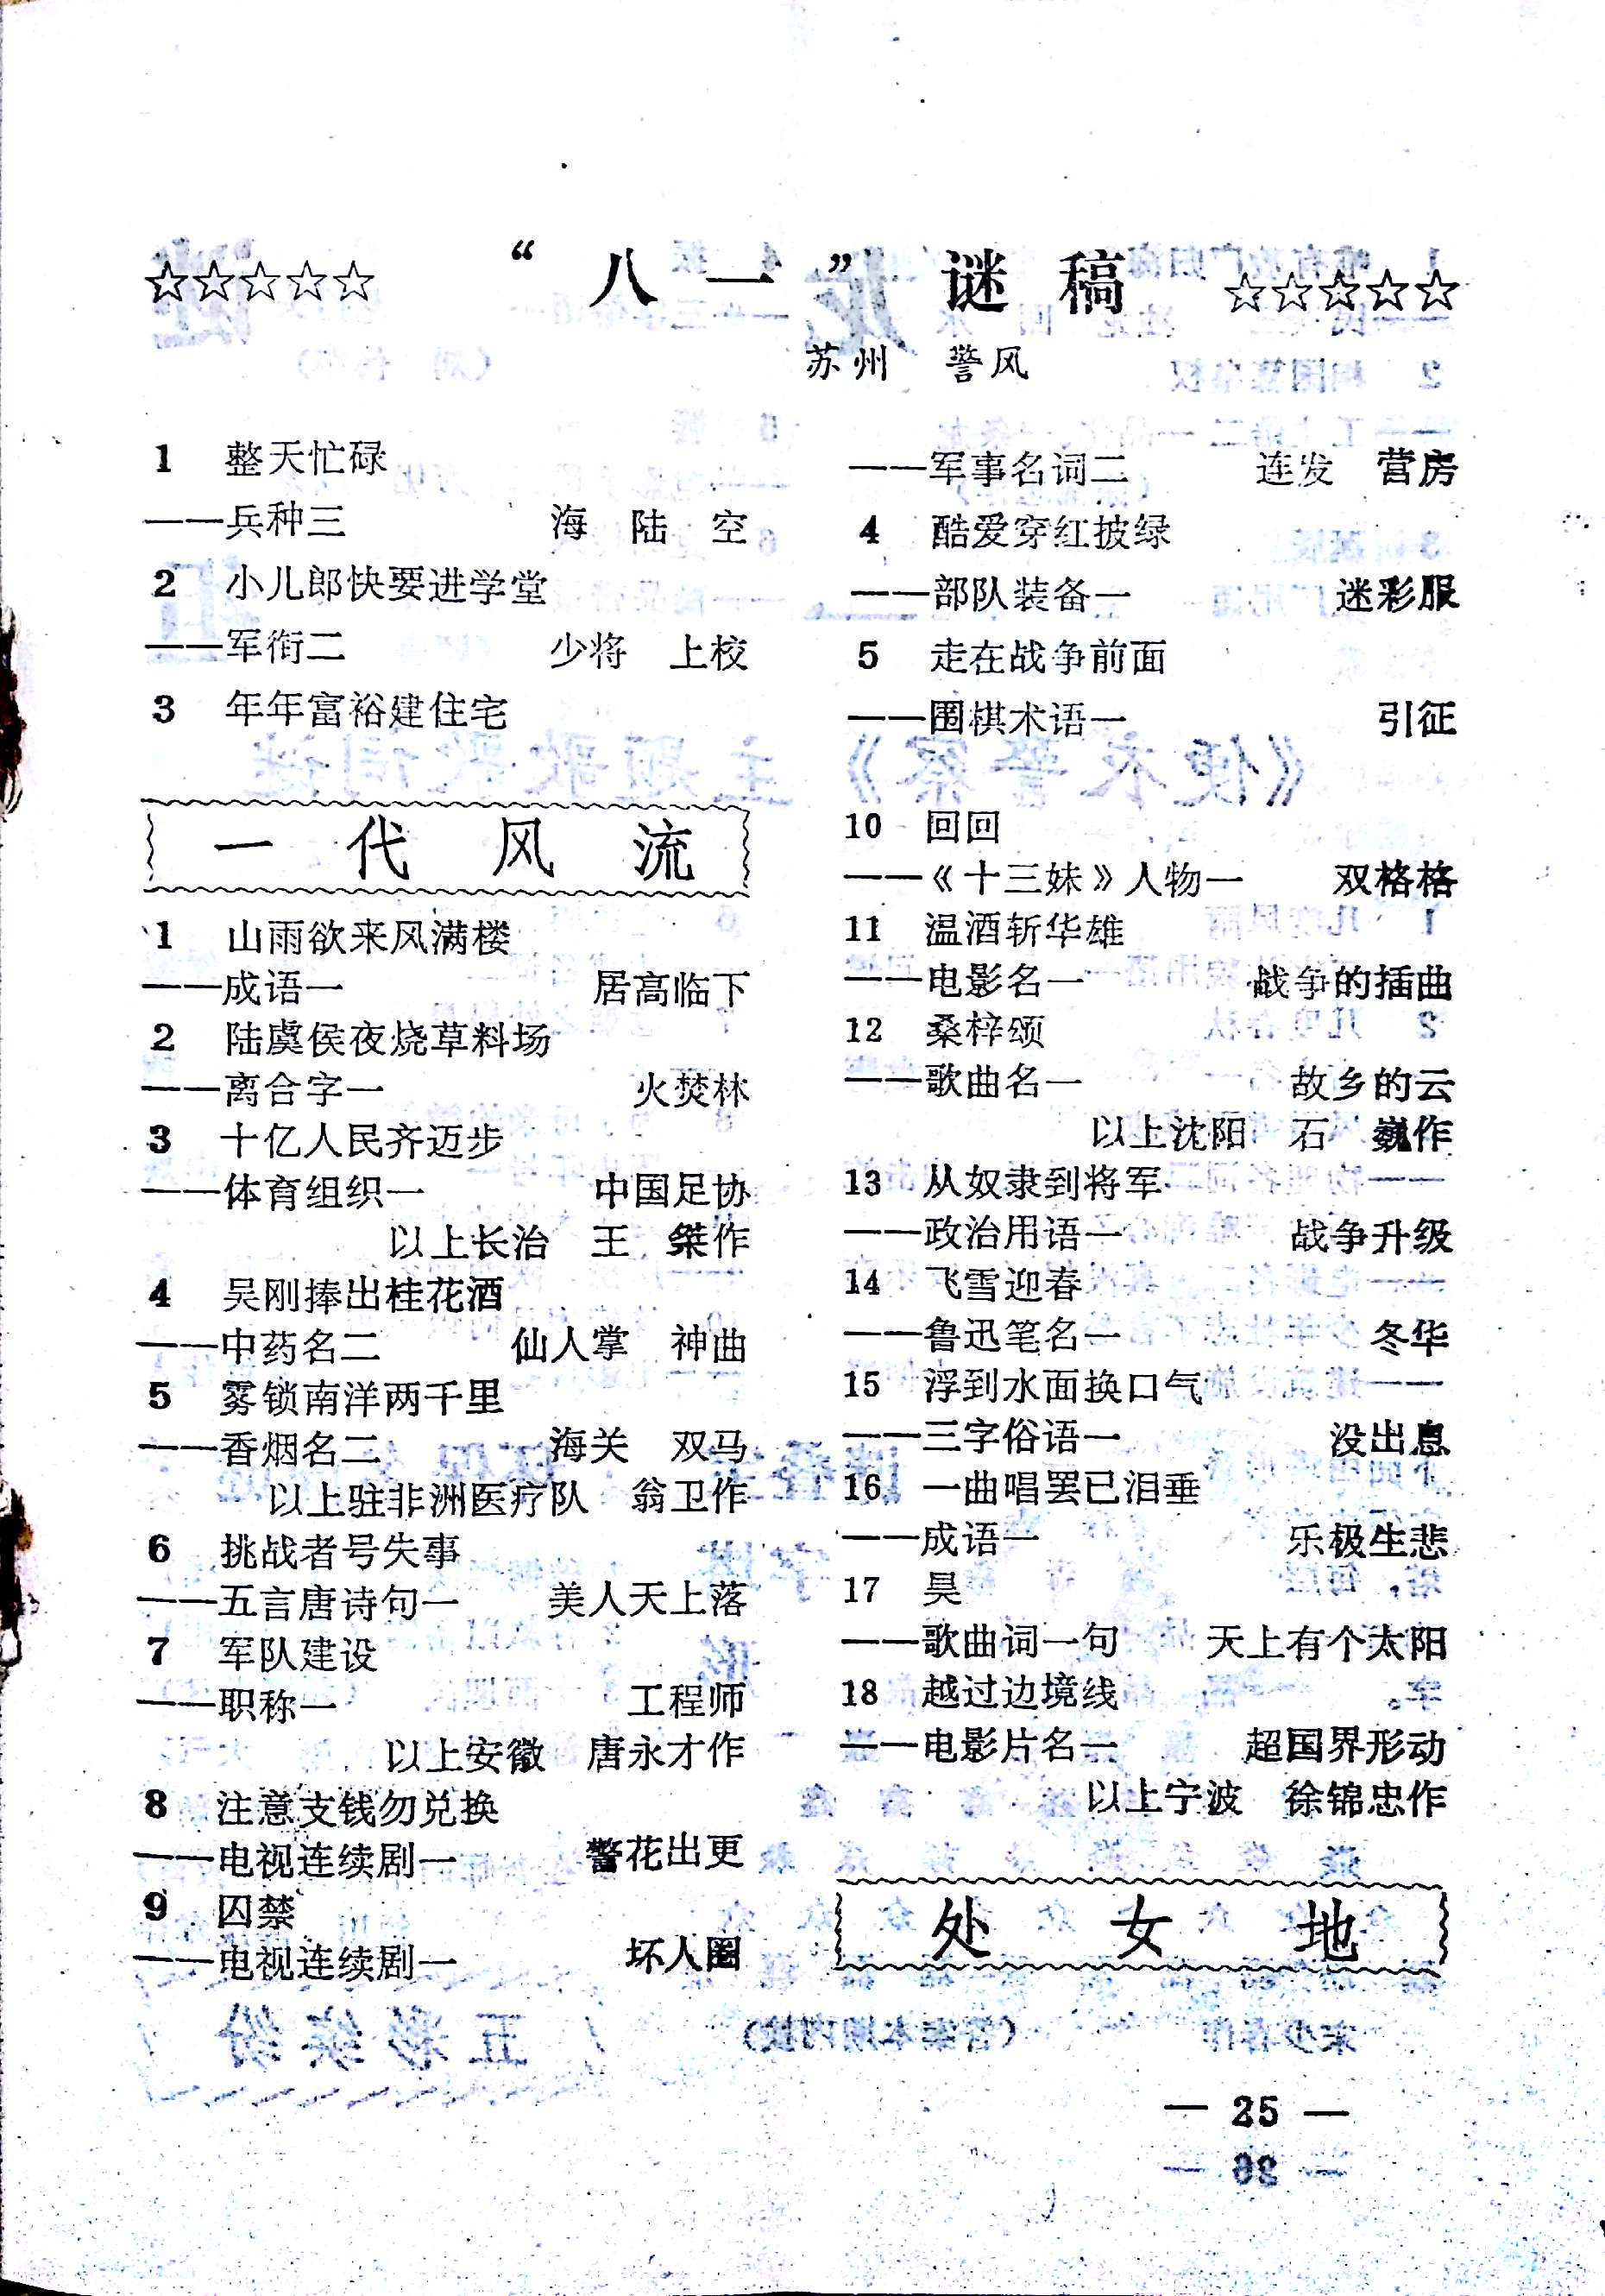 ☆☆☆☆☆ “八一”谜稿 ☆☆☆☆☆
苏州 警风
1 整天忙碌
——兵种三 海 陆 空
2 小儿郎快要进学堂
——军衔二 少将 上校
3 年年富裕建住宅
——军事名词二 连发 营房
4 酷爱穿红披绿
——部队装备一 迷彩服
5 走在战争前面
——围棋术语一 引征
一代风流
1 山雨欲来风满楼
——成语一 居高临下
2 陆虞侯夜烧草料场
——离合字一 火焚林
3 十亿人民齐迈步
——体育组织一 中国足协
以上长治 王 桀作
4 吴刚捧出桂花酒
——中药名二 仙人掌 神曲
5 雾锁南洋两千里
——香烟名二 海关 双马
以上驻非洲医疗队 翁卫作
6 挑战者号失事
——五言唐诗句一 美人天上落
7 军队建设
——职称一 工程师
以上安徽 唐永才作
8 注意支钱勿兑换
——电视连续剧一 警花出更
9 囚禁
——电视连续剧一 坏人圈
10 回回
——《十三妹》人物一 双格格
11 温酒斩华雄
——电影名一 战争的插曲
12 桑梓颂
——歌曲名一 故乡的云
以上沈阳 石 巍作
13 从奴隶到将军
——政治用语一 战争升级
14 飞雪迎春
——鲁迅笔名一 冬华
15 浮到水面换口气
——三字俗语一 没出息
16 一曲唱罢已泪垂
——成语一 乐极生悲
17 昊
——歌曲词一句 天上有个太阳
18 越过边境线
——电影片名一 超国界形动
以上宁波 徐锦忠作
处女地
— 25 —